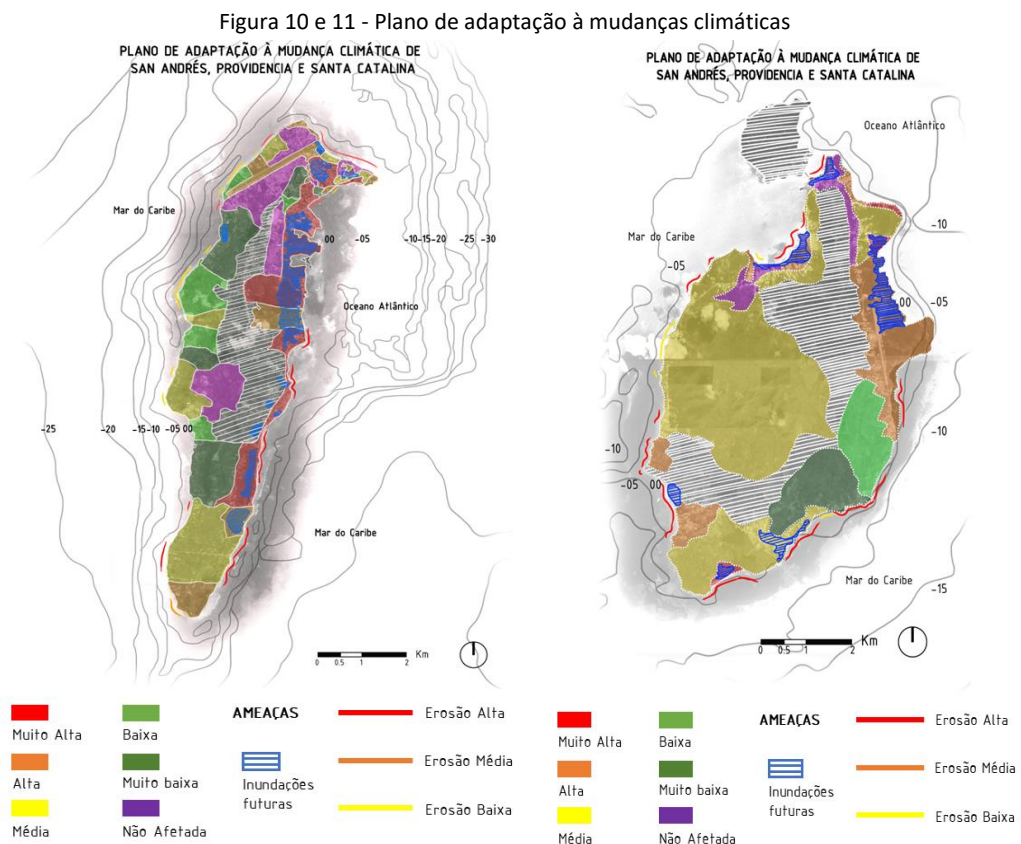 Figura 10 e 11 - Plano de adaptação à mudanças climáticas
PLANO DE ADAPTAÇÃO À MUDANÇA CLIMÁTICA DE
SAN ANDRÉS, PROVIDENCIA E SANTA CATALINA
Mar do Caribe
00 -05 -10 -15 -20 -25 -30
Oceano Atlântico
-25 -20 -15 -10 -05 00
Mar do Caribe
0 0.5 1 2 Km
PLANO DE ADAPTAÇÃO À MUDANÇA CLIMÁTICA DE
SAN ANDRÉS, PROVIDENCIA E SANTA CATALINA
Oceano Atlântico
-10
Mar do Caribe
-05
00 -05
-10
-10
-05 00
Mar do Caribe
-15
0 0.5 1 2 Km
Muito Alta
Baixa
Alta
Muito baixa
Média
Não Afetada
AMEAÇAS
Inundações
futuras
Erosão Alta
Erosão Média
Erosão Baixa
Muito Alta
Baixa
Alta
Muito baixa
Média
Não Afetada
AMEAÇAS
Inundações
futuras
Erosão Alta
Erosão Média
Erosão Baixa